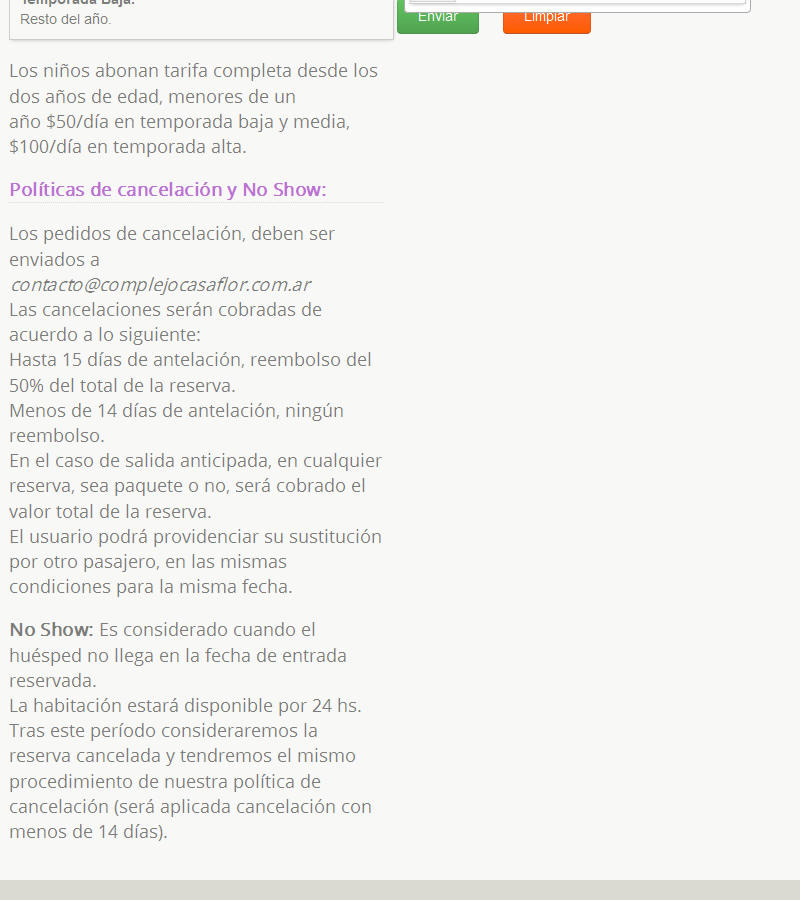 Temporada Baja:
Resto del año.
Enviar
Limpiar
Los niños abonan tarifa completa desde los
dos años de edad, menores de un
año $50/día en temporada baja y media,
$100/día en temporada alta.
Políticas de cancelación y No Show:
Los pedidos de cancelación, deben ser
enviados a
contacto@complejocasaflor.com.ar
Las cancelaciones serán cobradas de
acuerdo a lo siguiente:
Hasta 15 días de antelación, reembolso del
50% del total de la reserva.
Menos de 14 días de antelación, ningún
reembolso.
En el caso de salida anticipada, en cualquier
reserva, sea paquete o no, será cobrado el
valor total de la reserva.
El usuario podrá providenciar su sustitución
por otro pasajero, en las mismas
condiciones para la misma fecha.
No Show: Es considerado cuando el
huésped no llega en la fecha de entrada
reservada.
La habitación estará disponible por 24 hs.
Tras este período consideraremos la
reserva cancelada y tendremos el mismo
procedimiento de nuestra política de
cancelación (será aplicada cancelación con
menos de 14 días).